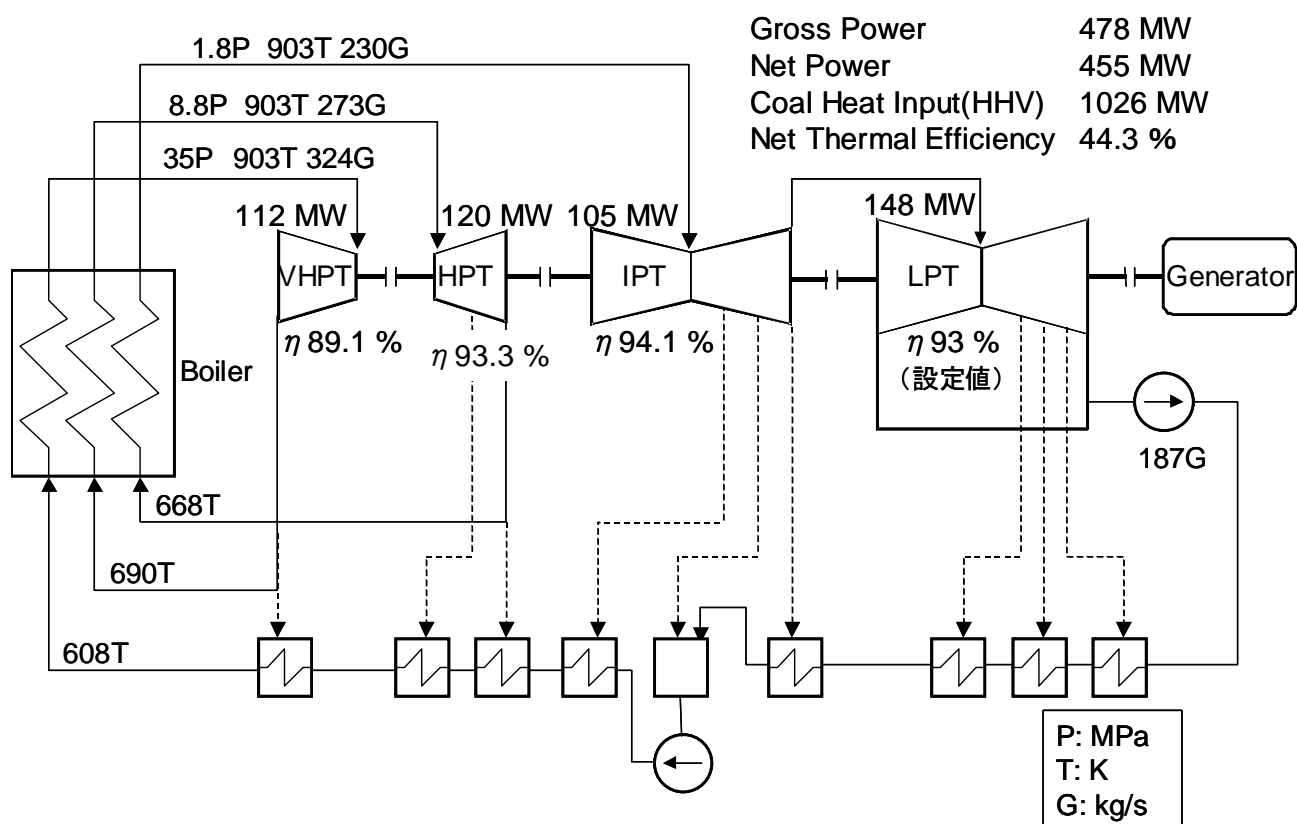 Gross Power 478 MW
Net Power 455 MW
Coal Heat Input(HHV) 1026 MW
Net Thermal Efficiency 44.3 %
1.8P 903T 230G
8.8P 903T 273G
35P 903T 324G
112 MW
120 MW
105 MW
148 MW
VHPT
HPT
IPT
LPT
Generator
η 89.1 %
η 93.3 %
η 94.1 %
η 93 %
（設定値）
Boiler
187G
668T
690T
608T
P: MPa
T: K
G: kg/s